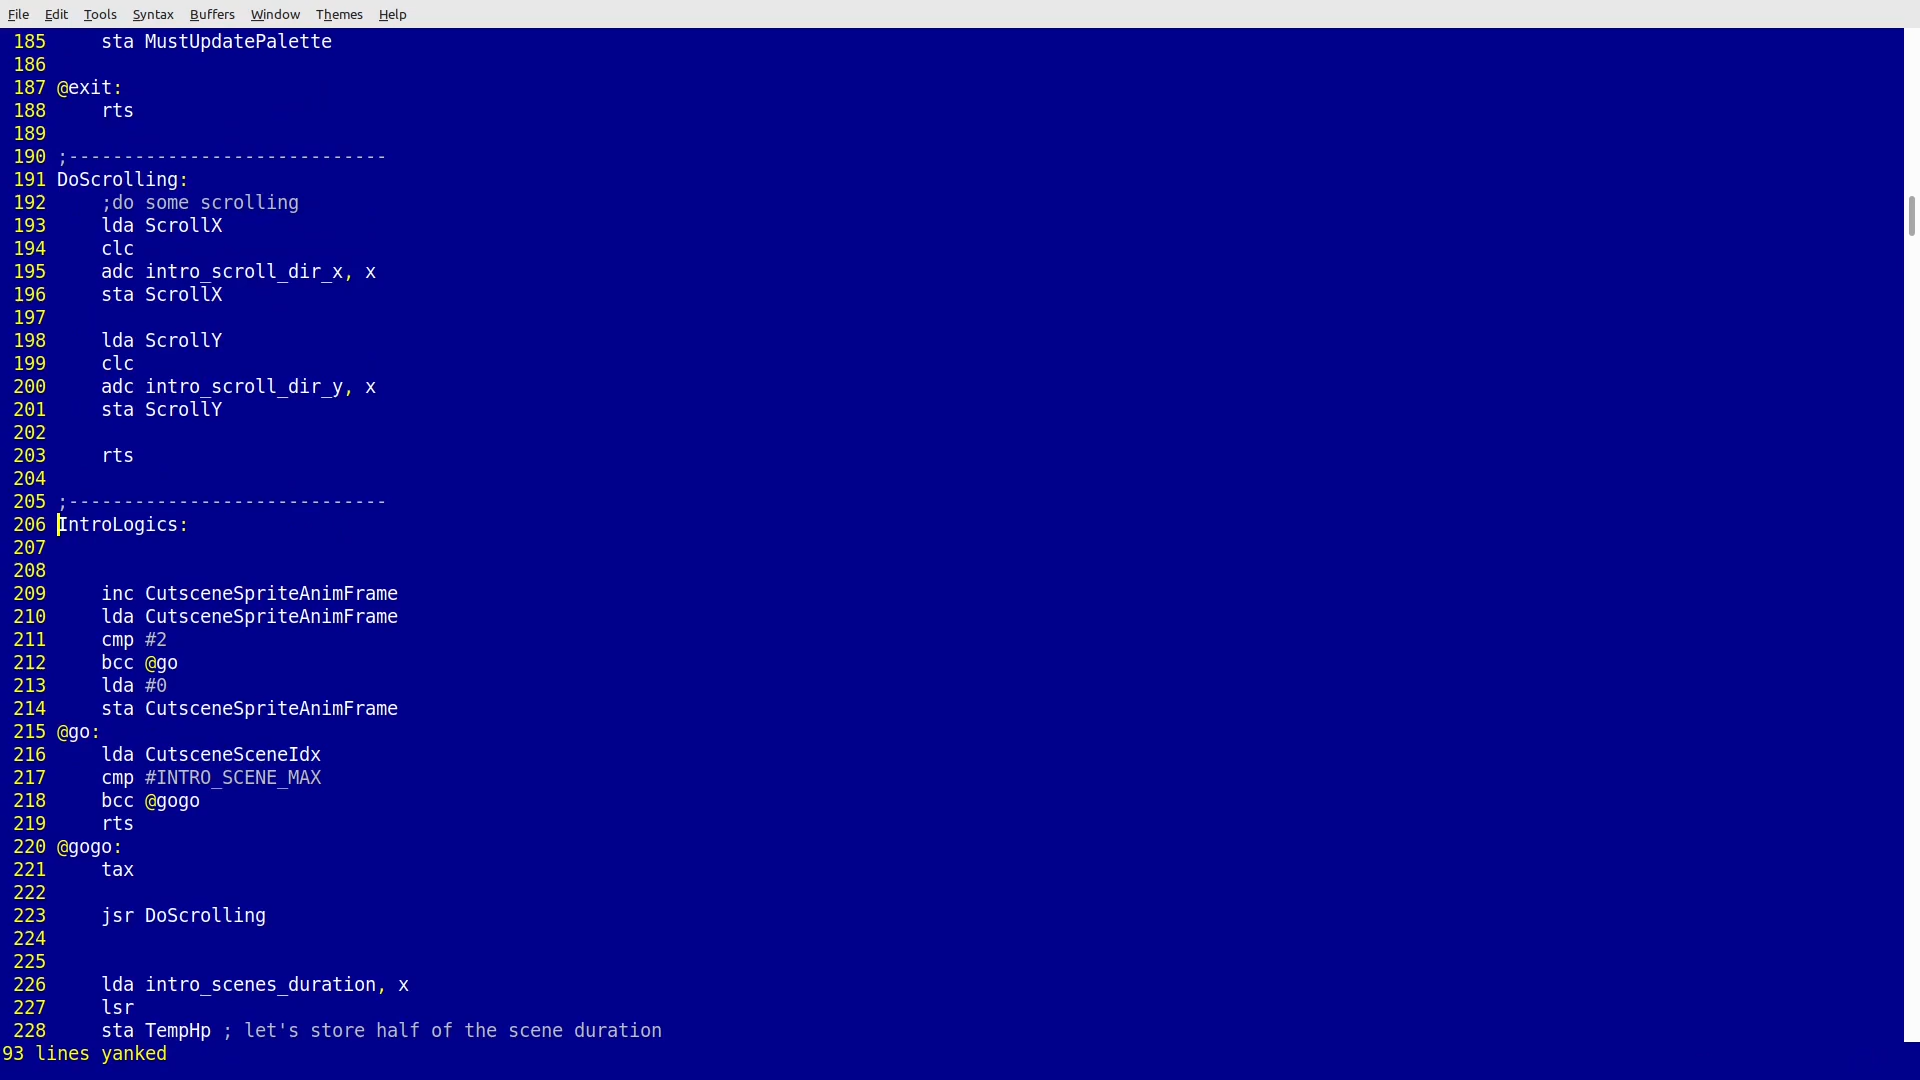 File Edit Tools Syntax Buffers Window Themes Help
185     sta MustUpdatePalette
186
187 @exit:
188     rts
189
190 ;-----------------------------
191 DoScrolling:
192     ;do some scrolling
193     lda ScrollX
194     clc
195     adc intro_scroll_dir_x, x
196     sta ScrollX
197
198     lda ScrollY
199     clc
200     adc intro_scroll_dir_y, x
201     sta ScrollY
202
203     rts
204
205 ;-----------------------------
206 IntroLogics:
207
208
209     inc CutsceneSpriteAnimFrame
210     lda CutsceneSpriteAnimFrame
211     cmp #2
212     bcc @go
213     lda #0
214     sta CutsceneSpriteAnimFrame
215 @go:
216     lda CutsceneSceneIdx
217     cmp #INTRO_SCENE_MAX
218     bcc @gogo
219     rts
220 @gogo:
221     tax
222
223     jsr DoScrolling
224
225
226     lda intro_scenes_duration, x
227     lsr
228     sta TempHp ; let's store half of the scene duration
93 lines yanked